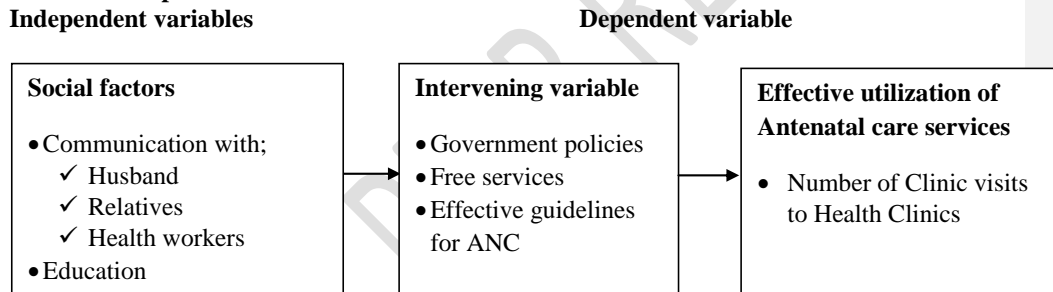 Independent variables
Dependent variable
Social factors
•Communication with;
✓ Husband
✓ Relatives
✓ Health workers
•Education
Intervening variable
•Government policies
•Free services
•Effective guidelines
for ANC
Effective utilization of
Antenatal care services
• Number of Clinic visits
to Health Clinics